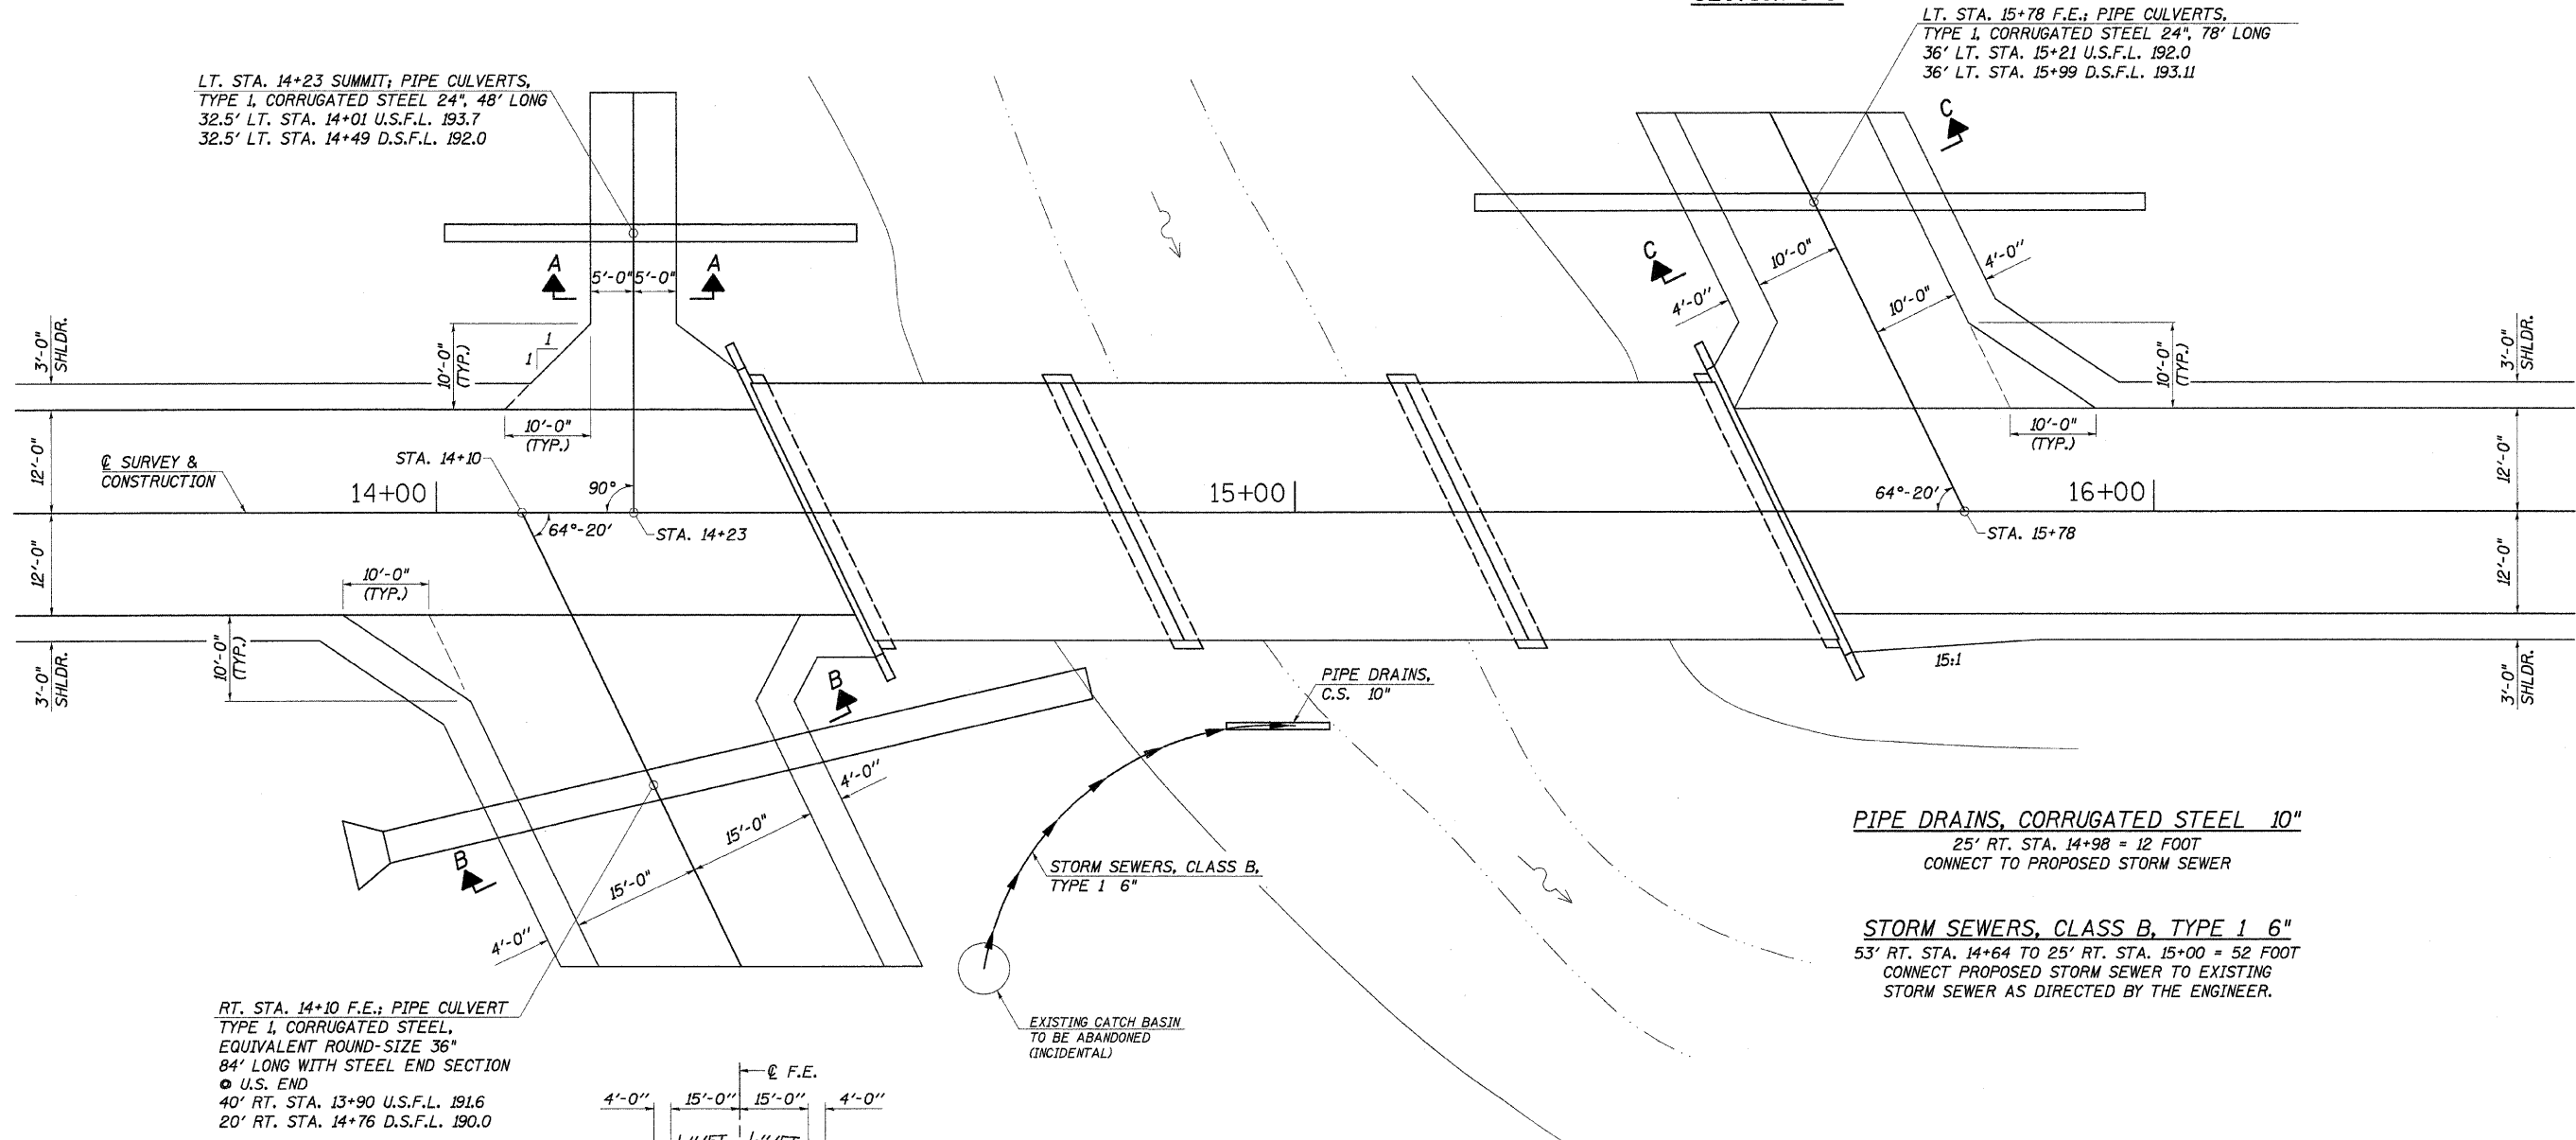 LT. STA. 14+23 SUMMIT; PIPE CULVERTS,
TYPE 1, CORRUGATED STEEL 24", 48' LONG
32.5' LT. STA. 14+01 U.S.F.L. 193.7
32.5' LT. STA. 14+49 D.S.F.L. 192.0
LT. STA. 15+78 F.E.; PIPE CULVERTS,
TYPE 1, CORRUGATED STEEL 24", 78' LONG
36' LT. STA. 15+21 U.S.F.L. 192.0
36' LT. STA. 15+99 D.S.F.L. 193.11
A
A
5'-0"
5'-0"
C
C
10'-0"
10'-0"
4'-0"
4'-0"
3'-0"
SHLDR.
10'-0"
(TYP.)
1
1
10'-0"
(TYP.)
10'-0"
(TYP.)
10'-0"
(TYP.)
3'-0"
SHLDR.
12'-0"
℄ SURVEY &
CONSTRUCTION
STA. 14+10
14+00
90°
64°-20'
STA. 14+23
15+00
64°-20'
16+00
STA. 15+78
12'-0"
12'-0"
12'-0"
10'-0"
(TYP.)
10'-0"
(TYP.)
3'-0"
SHLDR.
15:1
3'-0"
SHLDR.
B
B
4'-0"
15'-0"
15'-0"
4'-0"
PIPE DRAINS,
C.S. 10"
STORM SEWERS, CLASS B,
TYPE 1 6"
EXISTING CATCH BASIN
TO BE ABANDONED
(INCIDENTAL)
PIPE DRAINS, CORRUGATED STEEL 10"
25' RT. STA. 14+98 = 12 FOOT
CONNECT TO PROPOSED STORM SEWER
STORM SEWERS, CLASS B, TYPE 1 6"
53' RT. STA. 14+64 TO 25' RT. STA. 15+00 = 52 FOOT
CONNECT PROPOSED STORM SEWER TO EXISTING
STORM SEWER AS DIRECTED BY THE ENGINEER.
RT. STA. 14+10 F.E.; PIPE CULVERT
TYPE 1, CORRUGATED STEEL,
EQUIVALENT ROUND-SIZE 36"
84' LONG WITH STEEL END SECTION
@ U.S. END
40' RT. STA. 13+90 U.S.F.L. 191.6
20' RT. STA. 14+76 D.S.F.L. 190.0
℄ F.E.
4'-0"
15'-0"
15'-0"
4'-0"